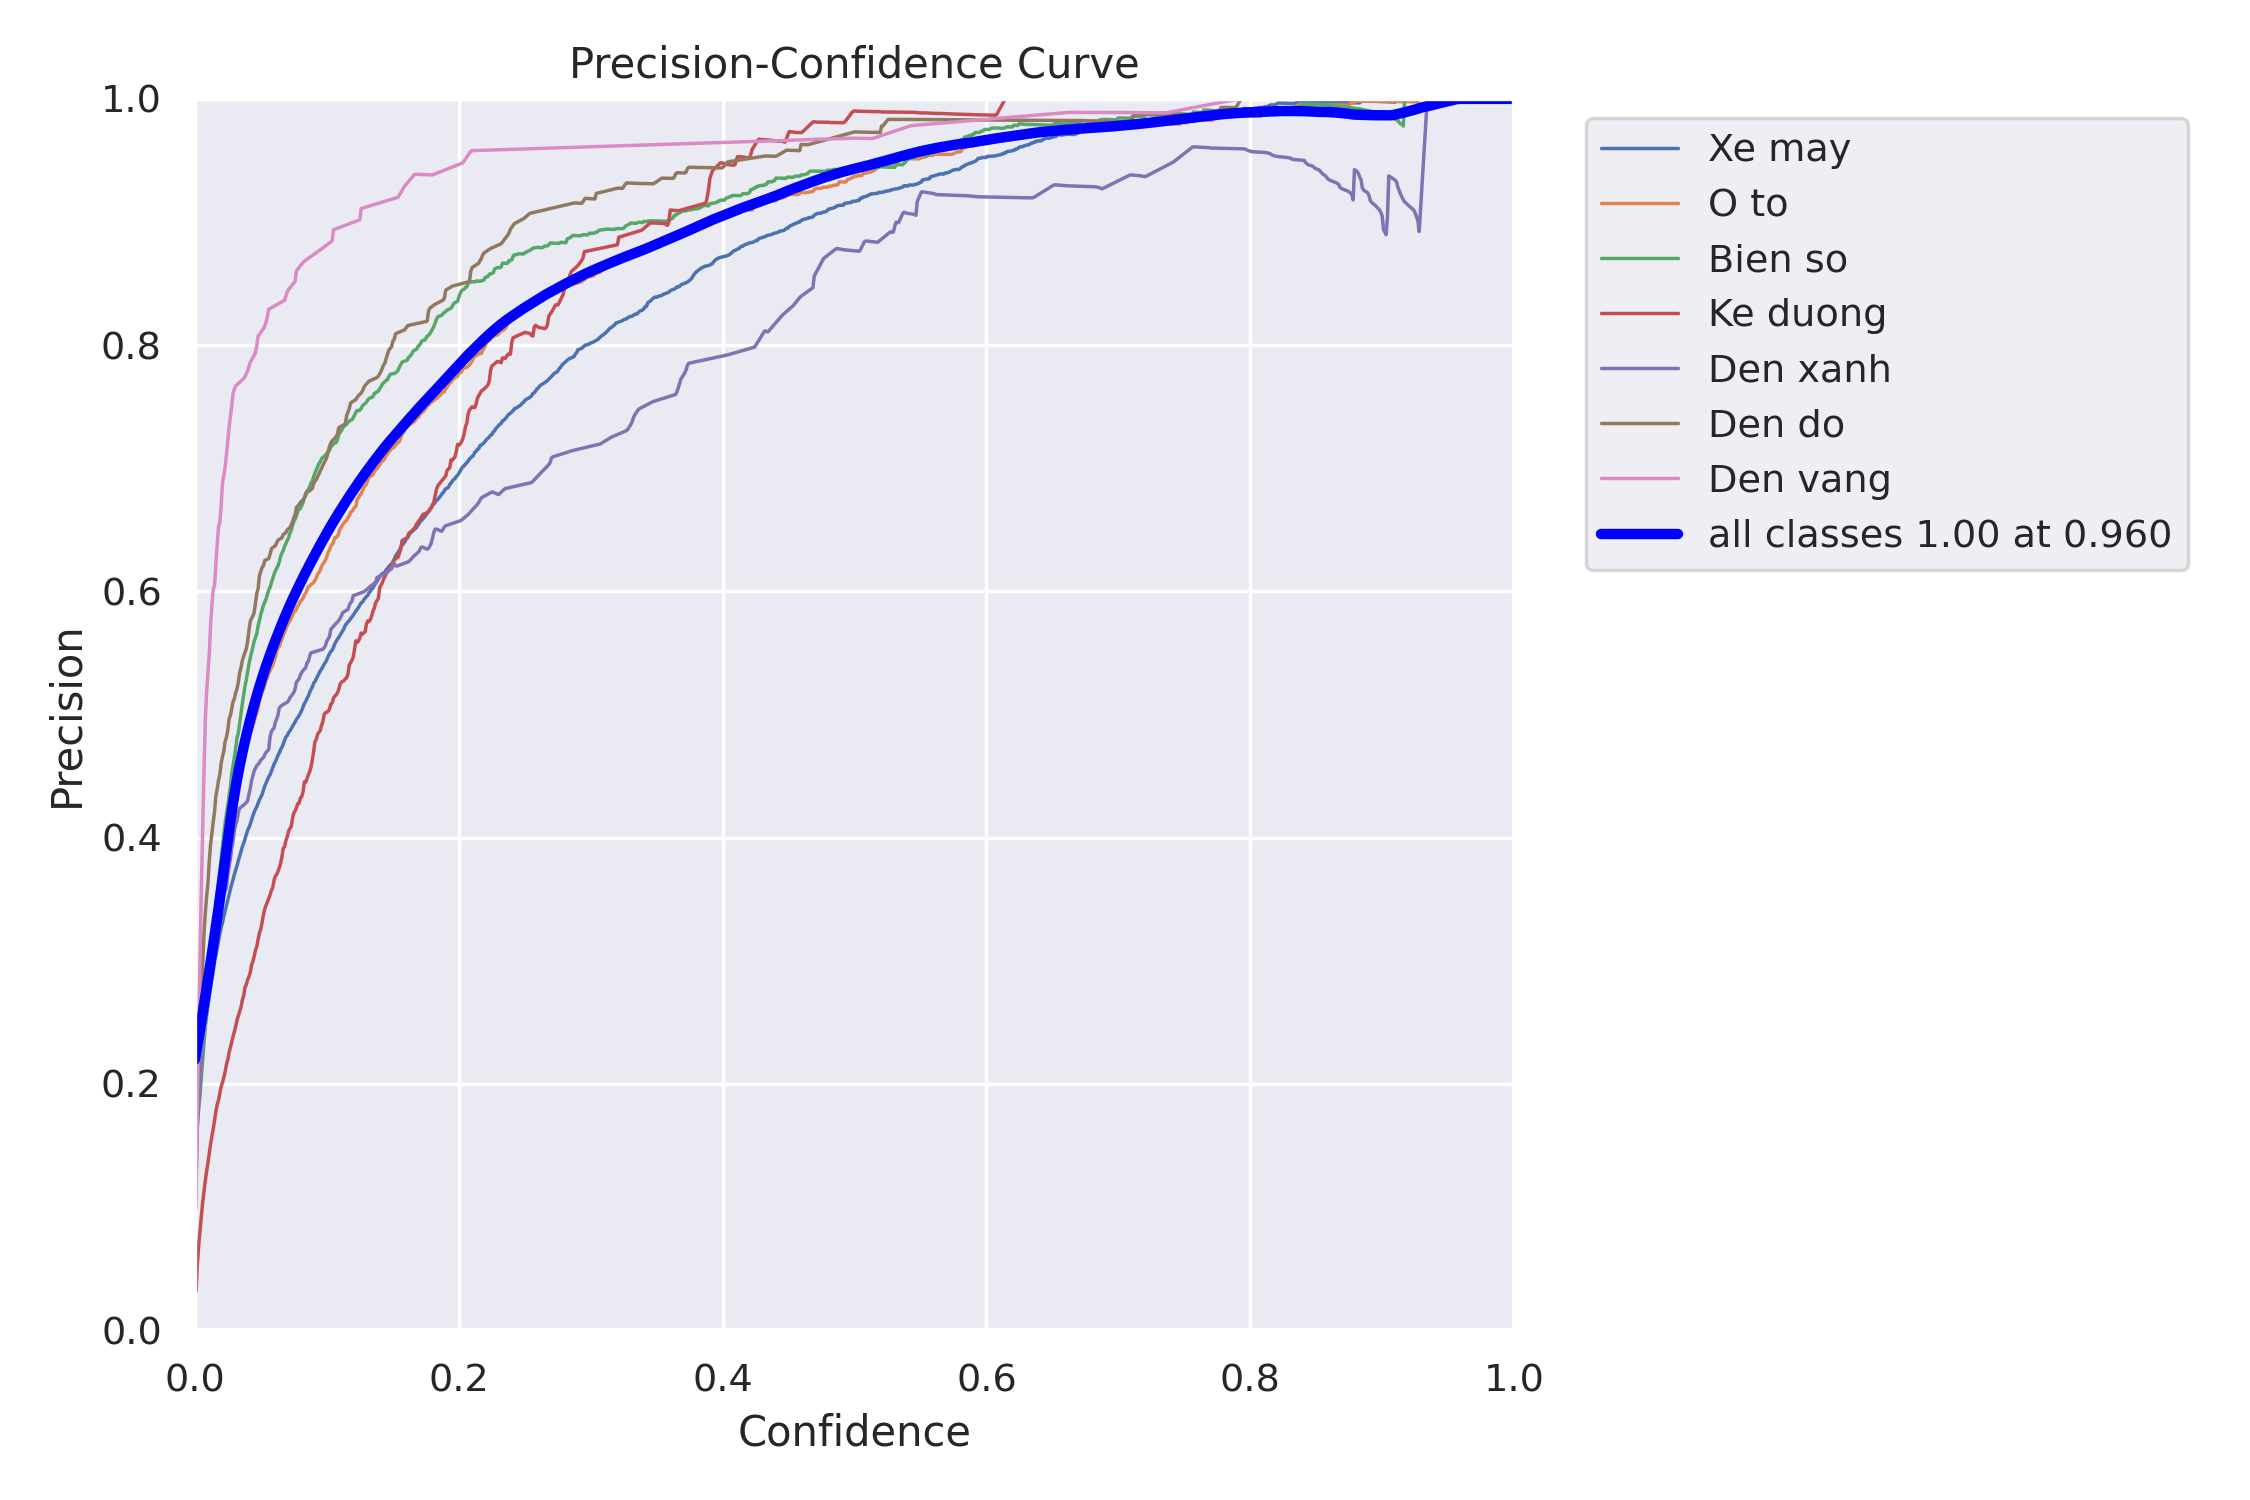 Precision-Confidence Curve
1.0
0.8
0.6
0.4
0.2
0.0
Precision
0.0 0.2 0.4 0.6 0.8 1.0
Confidence
Xe may
O to
Bien so
Ke duong
Den xanh
Den do
Den vang
all classes 1.00 at 0.960